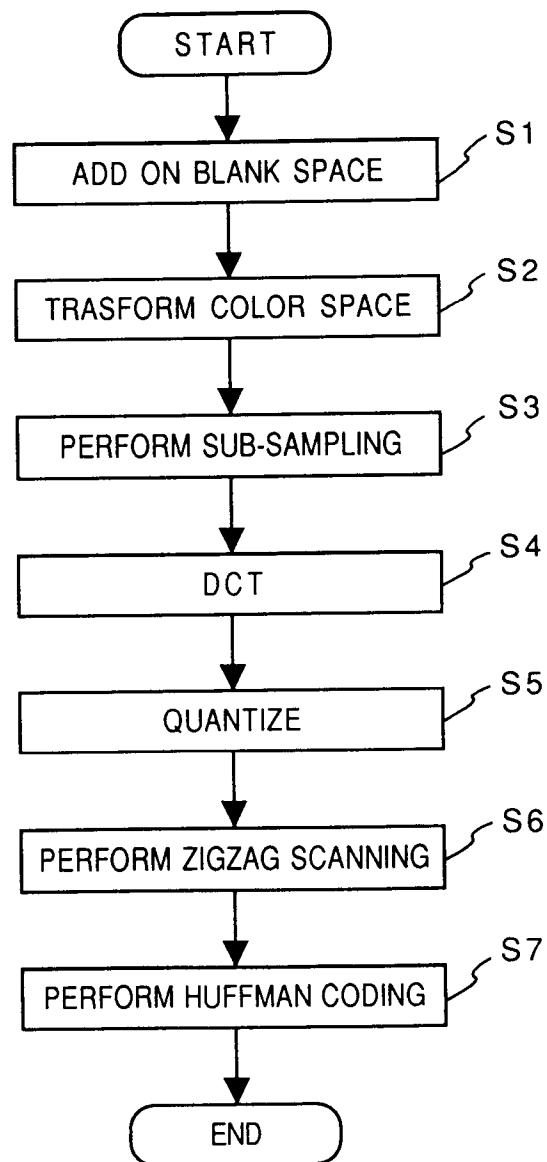 START
S1
ADD ON BLANK SPACE
S2
TRASFORM COLOR SPACE
S3
PERFORM SUB-SAMPLING
S4
DCT
S5
QUANTIZE
S6
PERFORM ZIGZAG SCANNING
S7
PERFORM HUFFMAN CODING
END